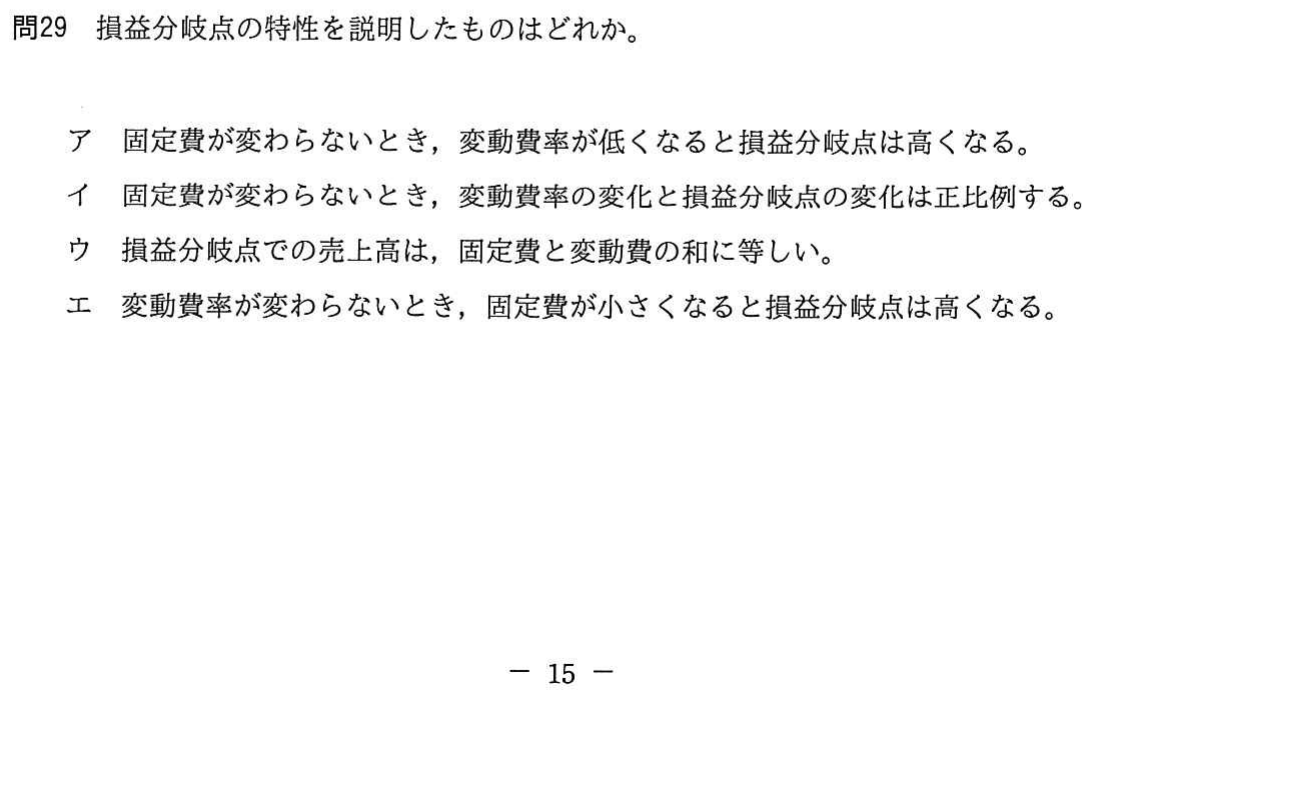 問29　損益分岐点の特性を説明したものはどれか。
ア　固定費が変わらないとき，変動費率が低くなると損益分岐点は高くなる。
イ　固定費が変わらないとき，変動費率の変化と損益分岐点の変化は正比例する。
ウ　損益分岐点での売上高は，固定費と変動費の和に等しい。
エ　変動費率が変わらないとき，固定費が小さくなると損益分岐点は高くなる。
－ 15 －